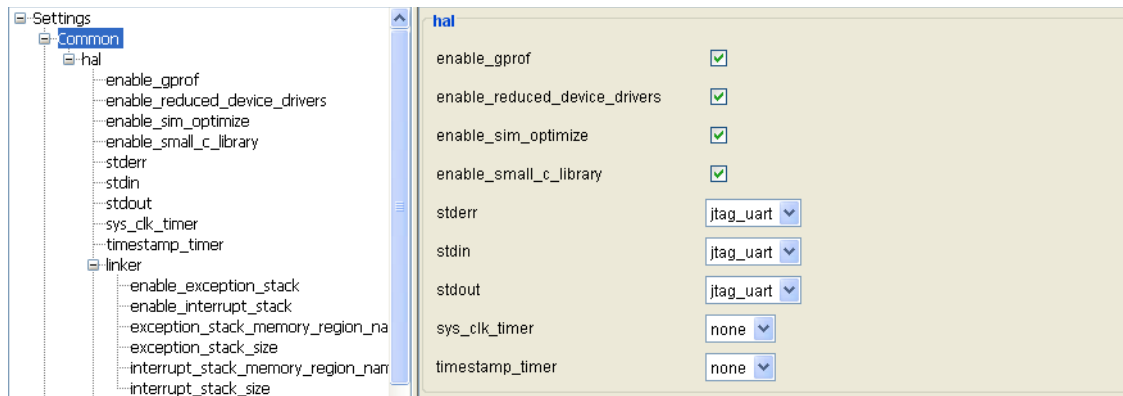 Settings
Common
hal
enable_gprof
enable_reduced_device_drivers
enable_sim_optimize
enable_small_c_library
stderr
stdin
stdout
sys_clk_timer
timestamp_timer
linker
enable_exception_stack
enable_interrupt_stack
exception_stack_memory_region_na
exception_stack_size
interrupt_stack_memory_region_nam
interrupt_stack_size
hal
enable_gprof
enable_reduced_device_drivers
enable_sim_optimize
enable_small_c_library
stderr jtag_uart
stdin jtag_uart
stdout jtag_uart
sys_clk_timer none
timestamp_timer none